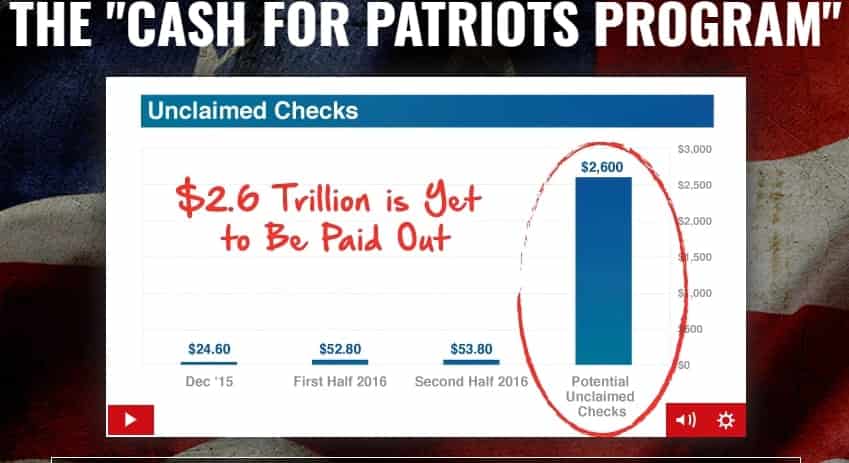 THE "CASH FOR PATRIOTS PROGRAM"
Unclaimed Checks
$2.6 Trillion is Yet
to Be Paid Out
$3,000
$2,600
$2,500
$2,000
$1,500
$1,000
$500
$0
$24.60
$52.80
$53.80
Dec '15
First Half 2016
Second Half 2016
Potential
Unclaimed
Checks